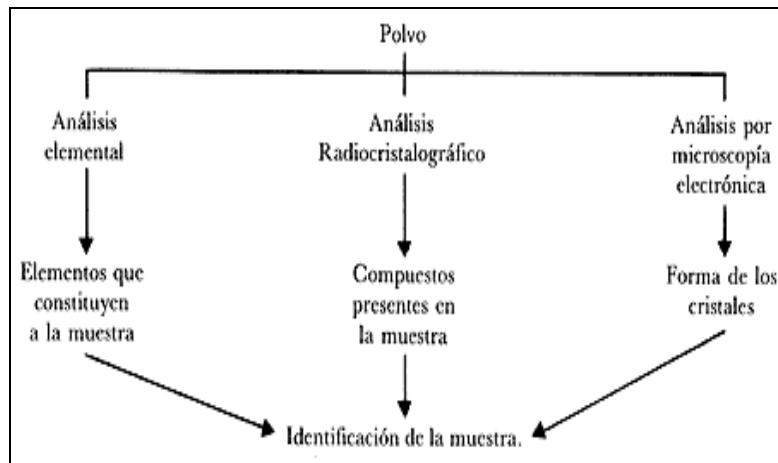 Polvo
Análisis
elemental
Análisis
Radiocristalográfico
Análisis por
microscopía
electrónica
Elementos que
constituyen
a la muestra
Compuestos
presentes en
la muestra
Forma de los
cristales
Identificación de la muestra.